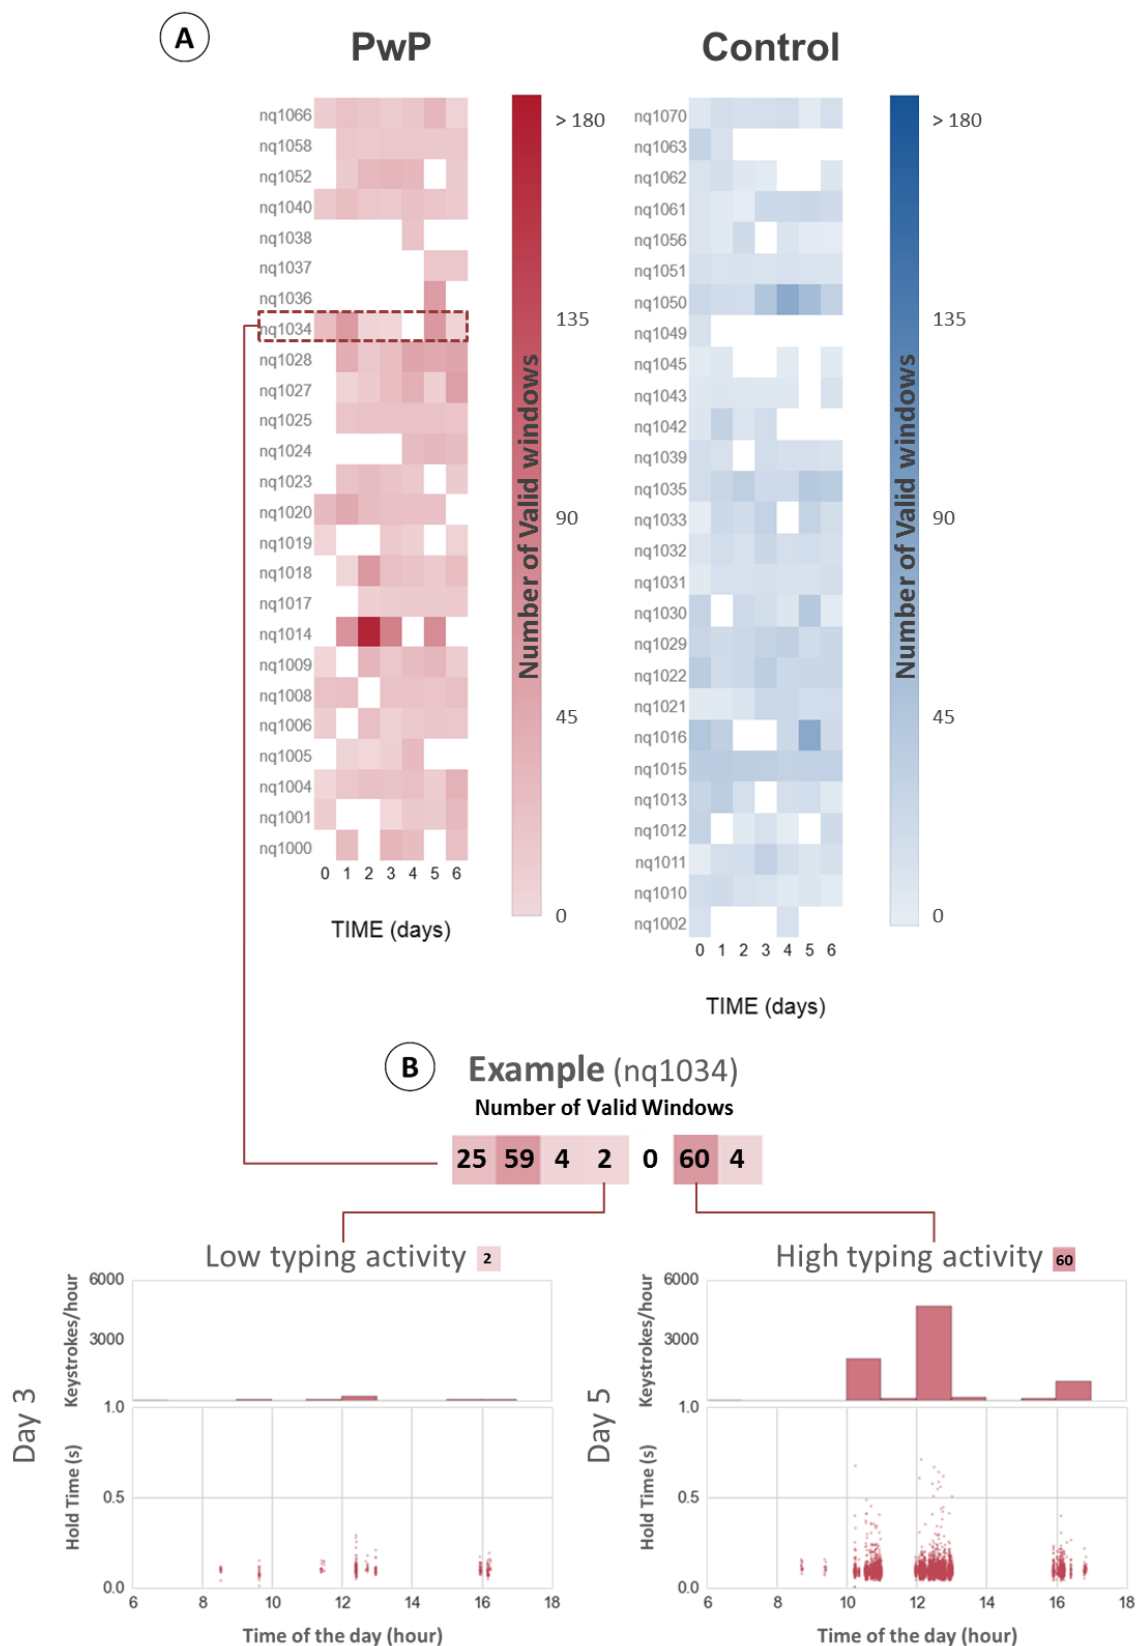 A
PwP
Control
nq1066
nq1058
nq1052
nq1040
nq1038
nq1037
nq1036
nq1034
nq1028
nq1027
nq1025
nq1024
nq1023
nq1020
nq1019
nq1018
nq1017
nq1014
nq1009
nq1008
nq1006
nq1005
nq1004
nq1001
nq1000
0 1 2 3 4 5 6
TIME (days)
> 180
135
90
45
0
Number of Valid windows
nq1070
nq1063
nq1062
nq1061
nq1056
nq1051
nq1050
nq1049
nq1045
nq1043
nq1042
nq1039
nq1035
nq1033
nq1032
nq1031
nq1030
nq1029
nq1022
nq1021
nq1016
nq1015
nq1013
nq1012
nq1011
nq1010
nq1002
0 1 2 3 4 5 6
TIME (days)
> 180
135
90
45
0
Number of Valid windows
B
Example (nq1034)
Number of Valid Windows
25 59 4 2 0 60 4
Low typing activity 2
Day 3
Keystrokes/hour
6000
3000
Hold Time (s)
1.0
0.5
0.0
6 8 10 12 14 16 18
Time of the day (hour)
High typing activity 60
Day 5
Keystrokes/hour
6000
3000
Hold Time (s)
1.0
0.5
0.0
6 8 10 12 14 16 18
Time of the day (hour)